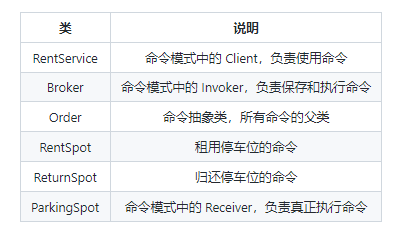 类 说明
RentService 命令模式中的 Client，负责使用命令
Broker 命令模式中的 Invoker，负责保存和执行命令
Order 命令抽象类，所有命令的父类
RentSpot 租用停车位的命令
ReturnSpot 归还停车位的命令
ParkingSpot 命令模式中的 Receiver，负责真正执行命令